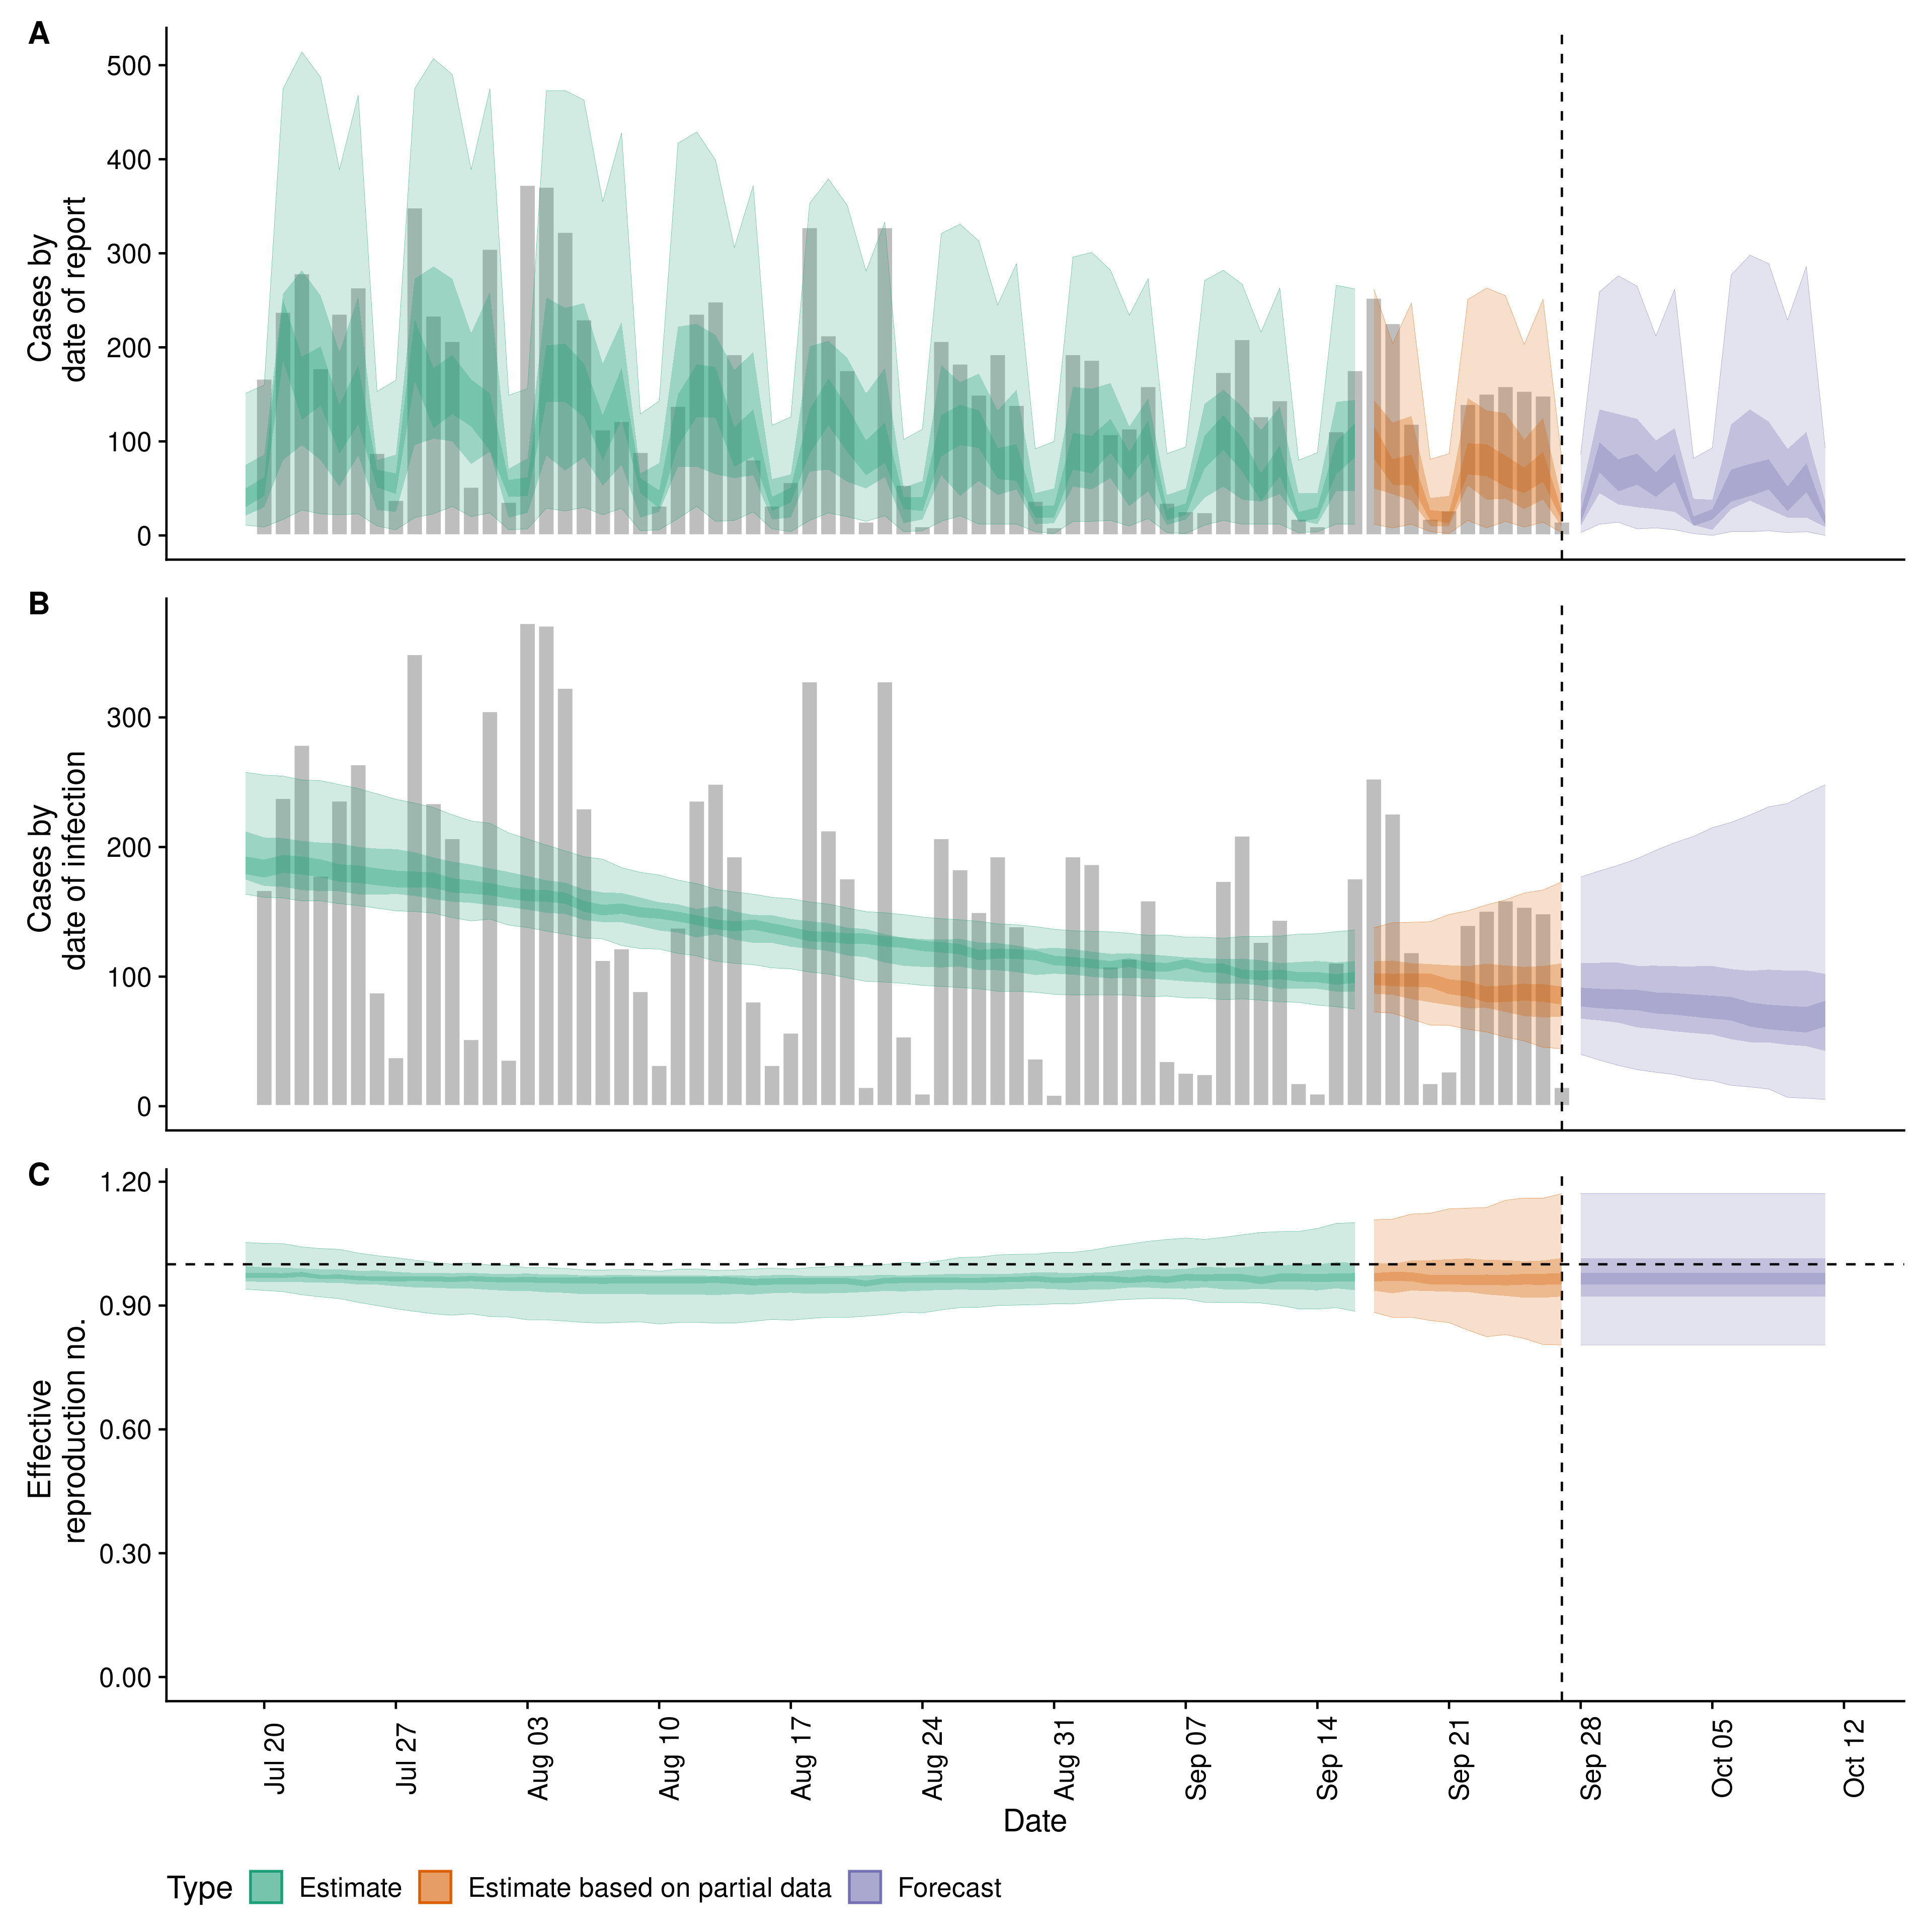 A
500
400
300
200
100
0
Cases by
date of report
B
300
200
100
0
Cases by
date of infection
C
1.20
0.90
0.60
0.30
0.00
Effective
reproduction no.
Jul 20
Jul 27
Aug 03
Aug 10
Aug 17
Aug 24
Aug 31
Sep 07
Sep 14
Sep 21
Sep 28
Oct 05
Oct 12
Date
Type Estimate Estimate based on partial data Forecast